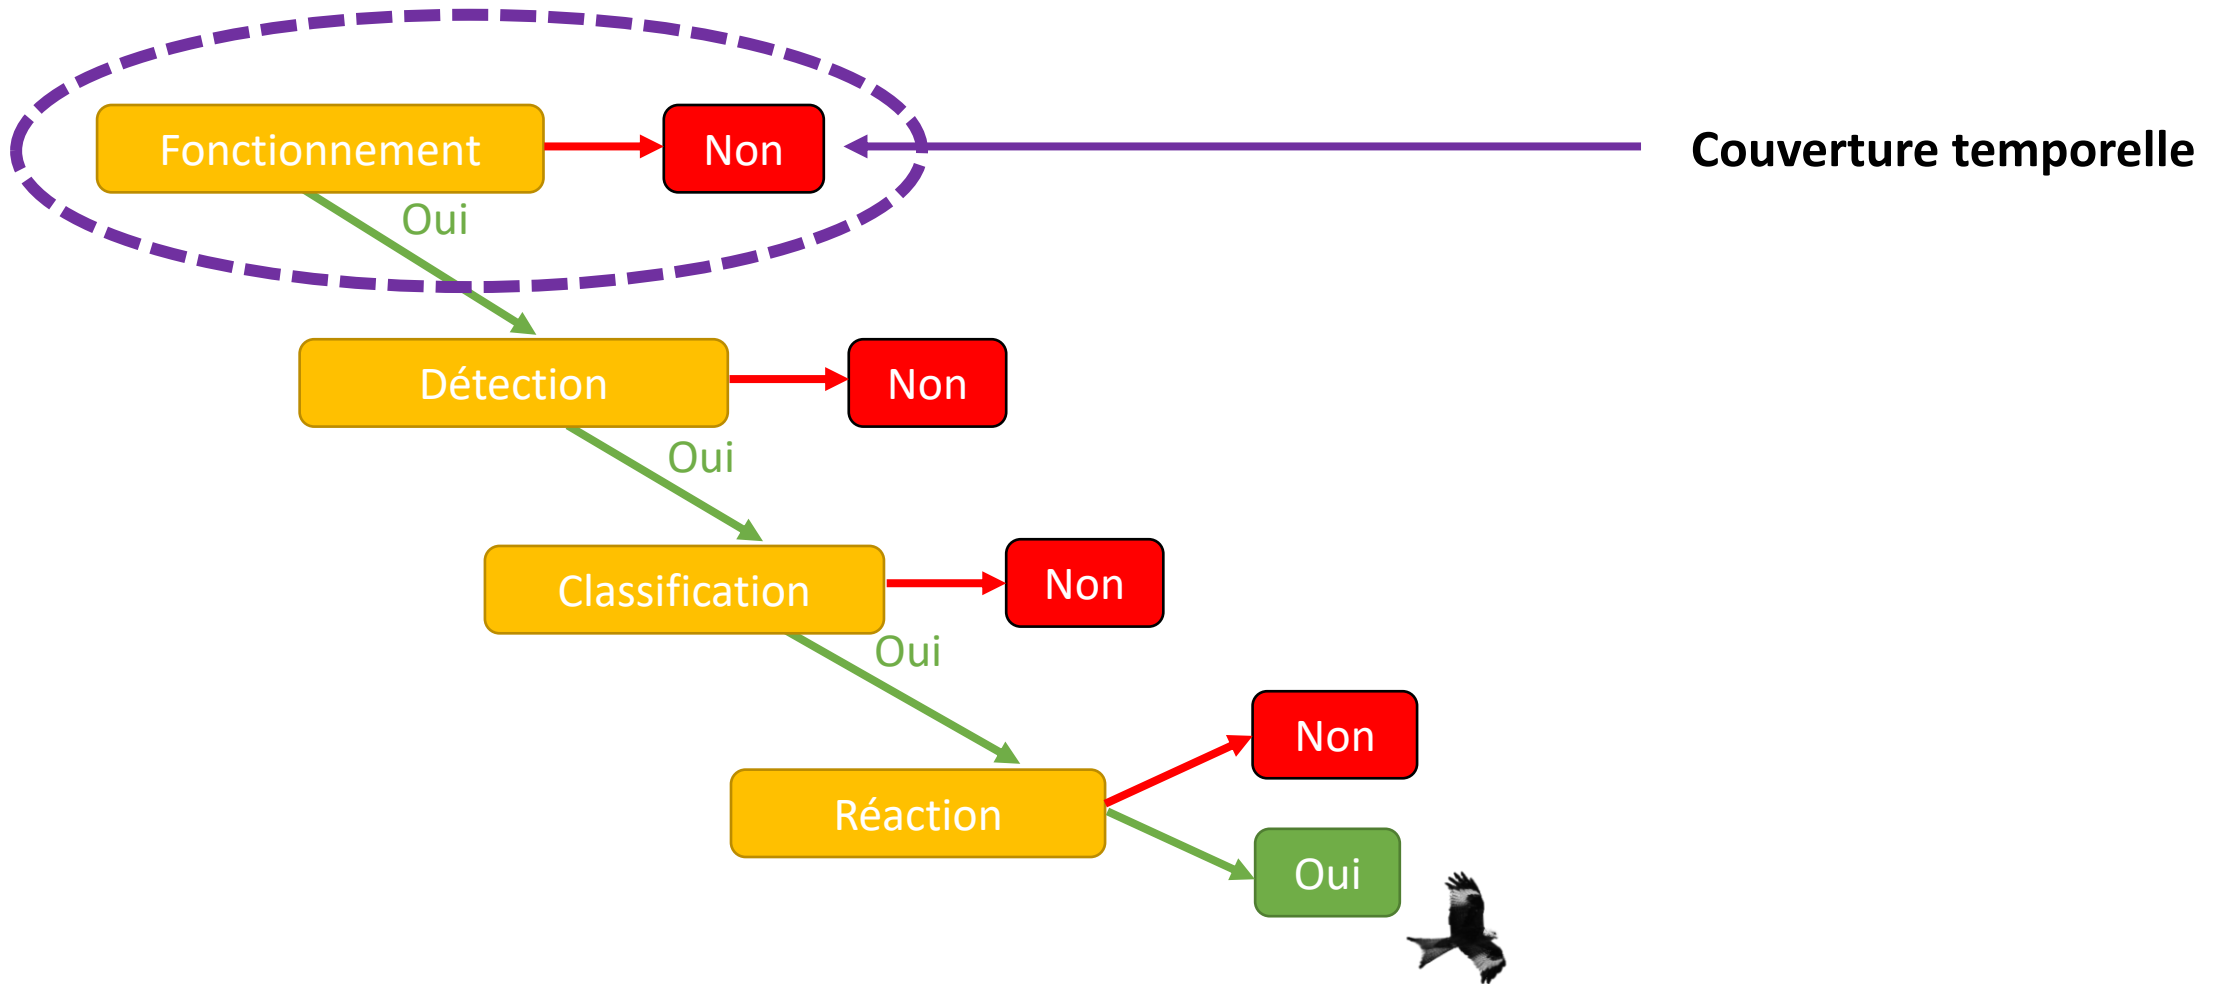 Fonctionnement
Non
Couverture temporelle
Oui
Détection
Non
Oui
Classification
Non
Oui
Non
Réaction
Oui